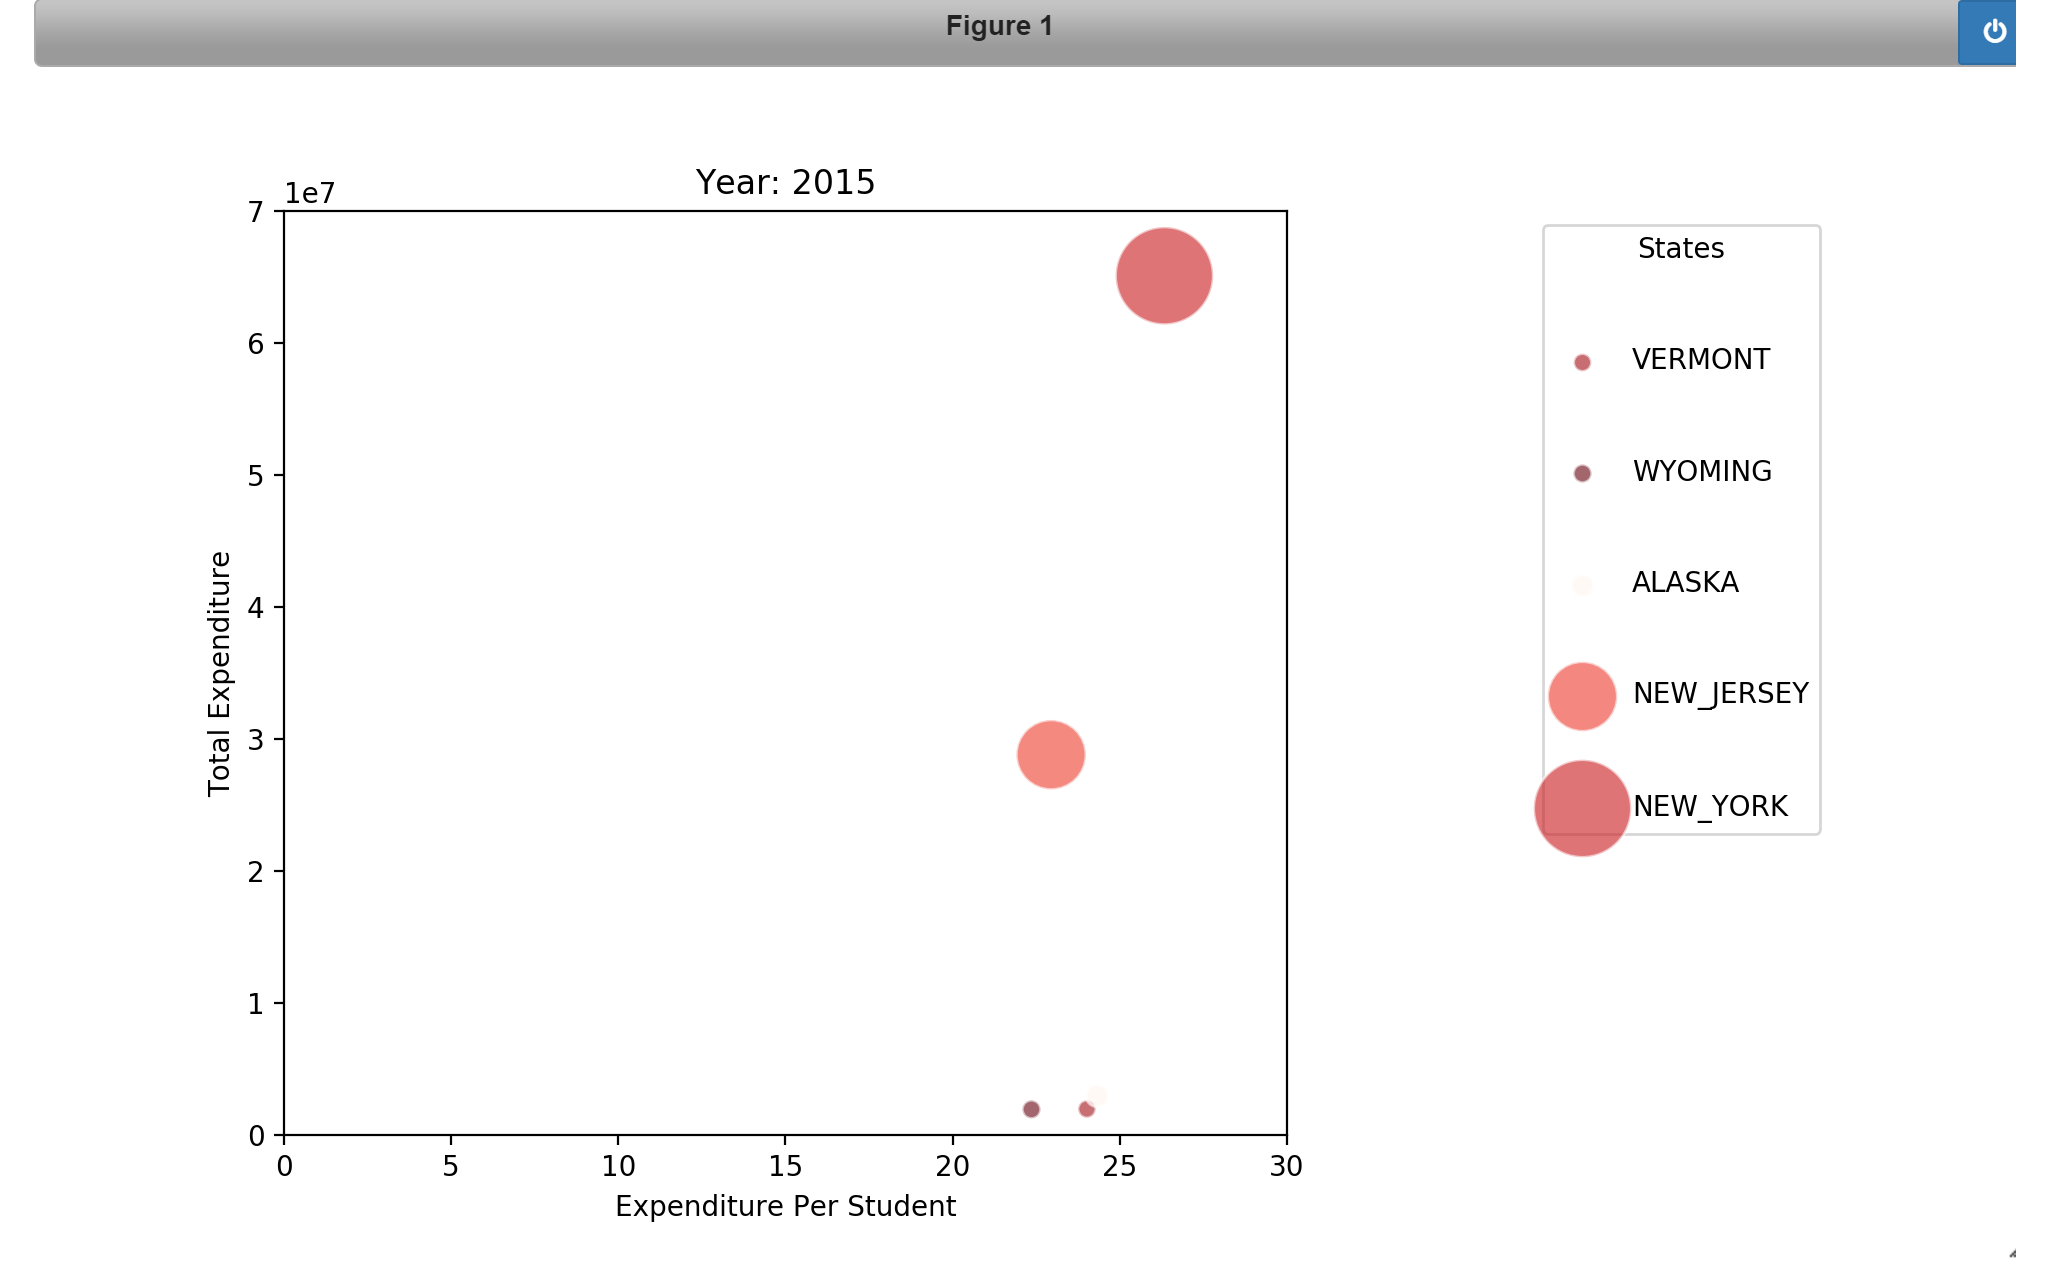 Figure 1
Year: 2015
1e7
7
6
5
4
3
2
1
0
Total Expenditure
0 5 10 15 20 25 30
Expenditure Per Student
States
VERMONT
WYOMING
ALASKA
NEW_JERSEY
NEW_YORK